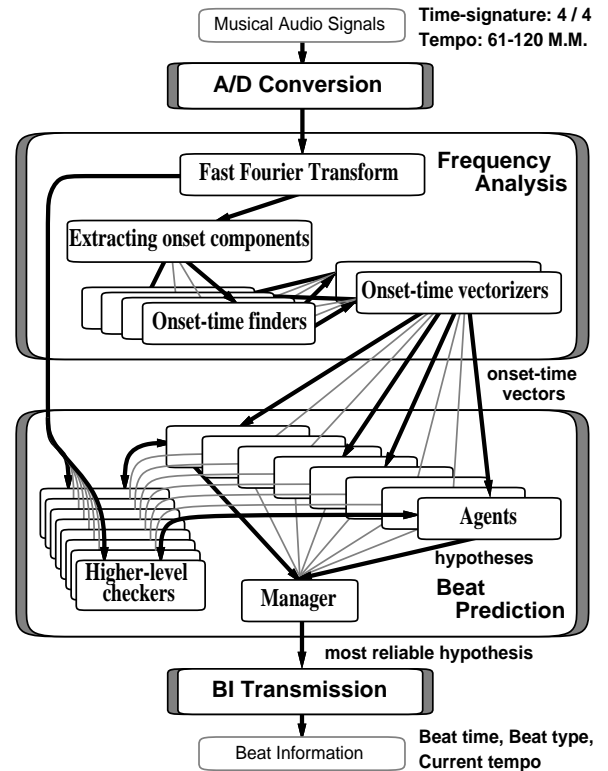 Musical Audio Signals
Time-signature: 4 / 4
Tempo: 61-120 M.M.
A/D Conversion
Fast Fourier Transform
Frequency
Analysis
Extracting onset components
Onset-time vectorizers
Onset-time finders
onset-time
vectors
Agents
hypotheses
Higher-level
checkers
Manager
Beat
Prediction
most reliable hypothesis
BI Transmission
Beat Information
Beat time, Beat type,
Current tempo